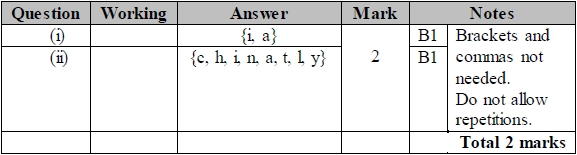 Question Working Answer Mark Notes
(i) {i, a} B1 Brackets and
(ii) {c, h, i, n, a, t, l, y} 2 B1 commas not
needed.
Do not allow
repetitions.
Total 2 marks